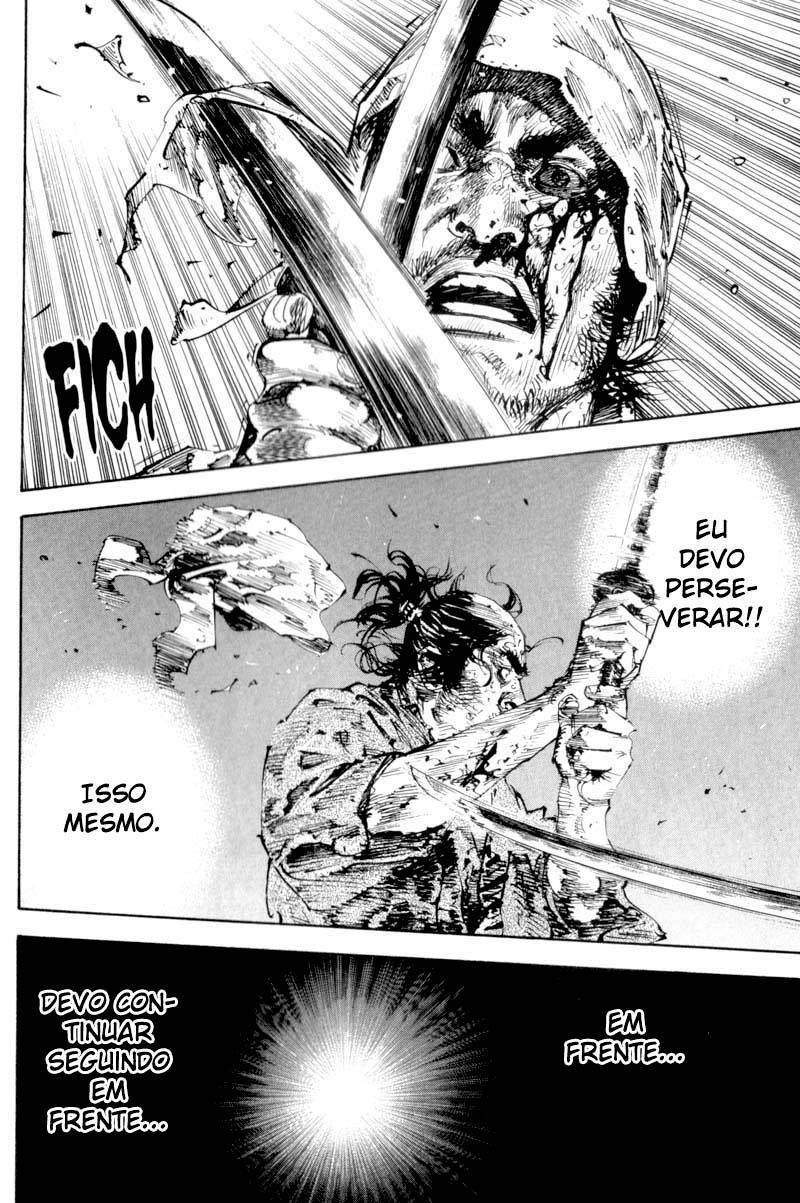 FICH
EU
DEVO
PERSE-
VERAR!!
ISSO
MESMO.
EM
FRENTE...
DEVO CON-
TINUAR
SEGUINDO
EM
FRENTE...